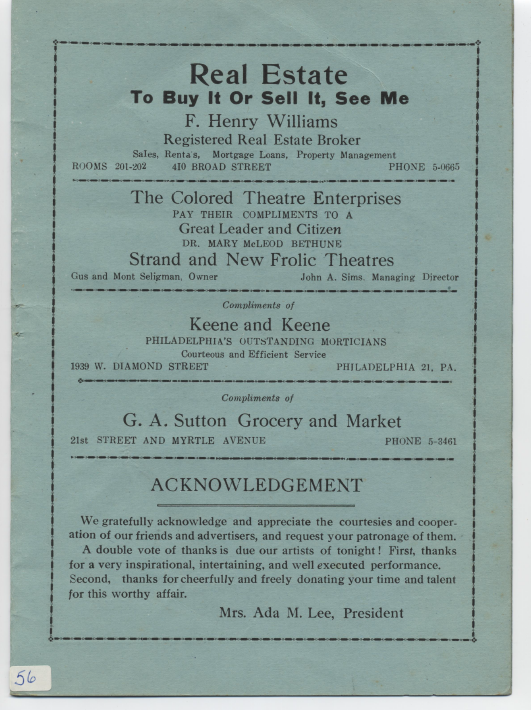 Real Estate
To Buy It Or Sell It, See Me
F. Henry Williams
Registered Real Estate Broker
Sales, Renta's, Mortgage Loans, Property Management
ROOMS 201-202 410 BROAD STREET PHONE 5-0665
The Colored Theatre Enterprises
PAY THEIR COMPLIMENTS TO A
Great Leader and Citizen
DR. MARY McLEOD BETHUNE
Strand and New Frolic Theatres
Gus and Mont Seligman, Owner John A. Sims. Managing Director
Compliments of
Keene and Keene
PHILADELPHIA'S OUTSTANDING MORTICIANS
Courteous and Efficient Service
1939 W. DIAMOND STREET PHILADELPHIA 21, PA.
Compliments of
G. A. Sutton Grocery and Market
21st STREET AND MYRTLE AVENUE PHONE 5-3461
ACKNOWLEDGEMENT
We gratefully acknowledge and appreciate the courtesies and cooper-
ation of our friends and advertisers, and request your patronage of them.
A double vote of thanks is due our artists of tonight! First, thanks
for a very inspirational, intertaining, and well executed performance.
Second, thanks for cheerfully and freely donating your time and talent
for this worthy affair.
Mrs. Ada M. Lee, President
56